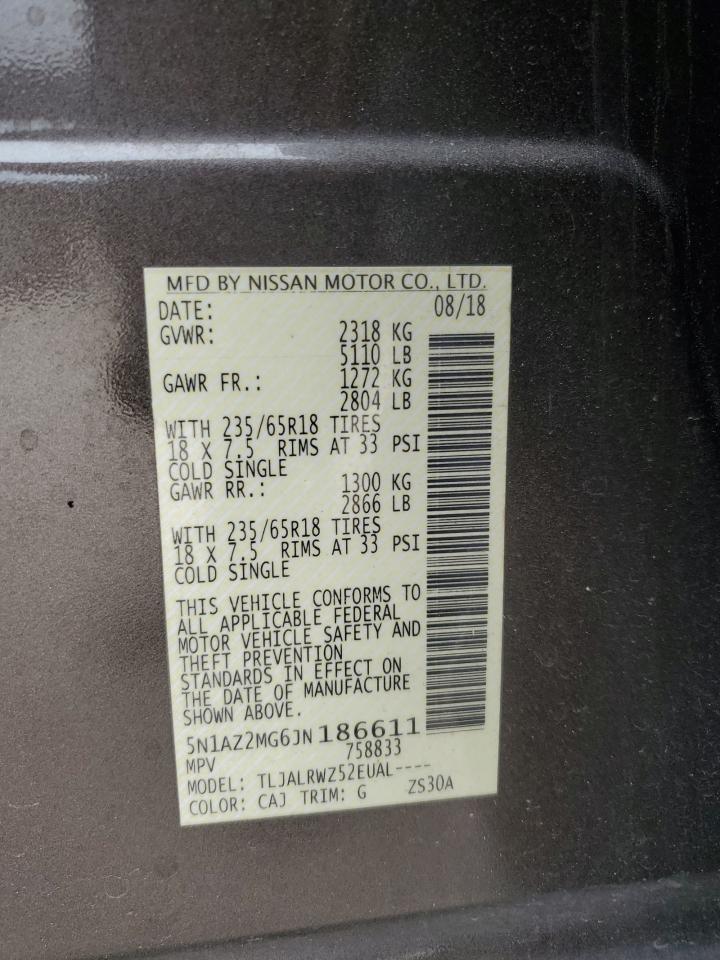 MFD BY NISSAN MOTOR CO., LTD.
DATE: 08/18
GVWR: 2318 KG
5110 LB
GAWR FR.: 1272 KG
2804 LB
WITH 235/65R18 TIRES
18 X 7.5 RIMS AT 33 PSI
COLD SINGLE
GAWR RR.: 1300 KG
2866 LB
WITH 235/65R18 TIRES
18 X 7.5 RIMS AT 33 PSI
COLD SINGLE
THIS VEHICLE CONFORMS TO
ALL APPLICABLE FEDERAL
MOTOR VEHICLE SAFETY AND
THEFT PREVENTION
STANDARDS IN EFFECT ON
THE DATE OF MANUFACTURE
SHOWN ABOVE.
5N1AZ2MG6JN186611
MPV 758833
MODEL: TLJALRWZ52EUAL----
COLOR: CAJ TRIM: G ZS30A